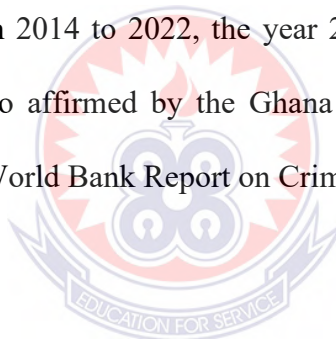 n 2014 to 2022, the year 2
o affirmed by the Ghana
World Bank Report on Crim
EDUCATION FOR SERVICE